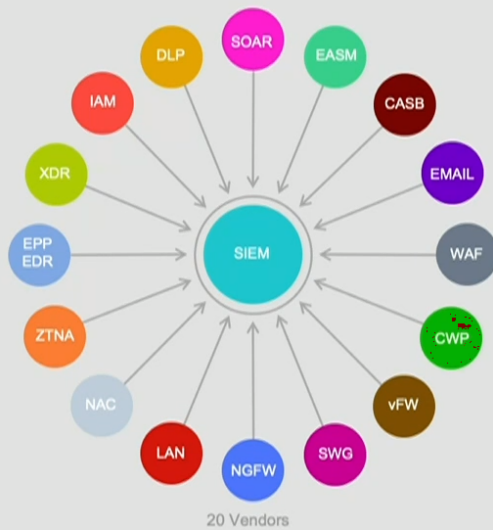 SOAR
EASM
CASB
EMAIL
WAF
CWP
vFW
SWG
NGFW
LAN
NAC
ZTNA
EPP
EDR
XDR
IAM
DLP
SIEM
20 Vendors